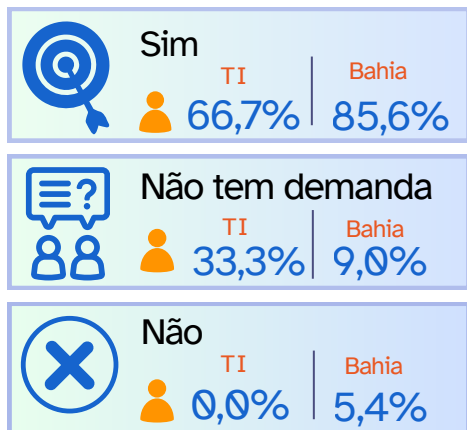 Sim
TI Bahia
66,7% 85,6%
Não tem demanda
TI Bahia
33,3% 9,0%
Não
TI Bahia
0,0% 5,4%